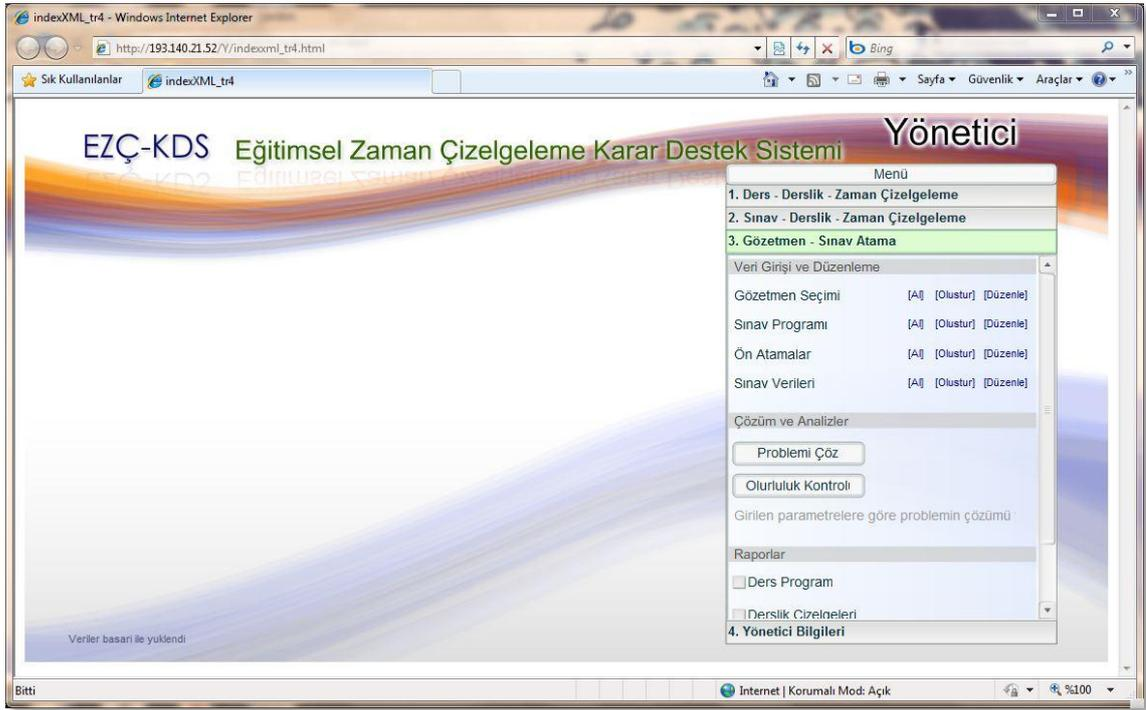 indexXML_tr4 - Windows Internet Explorer
http://193.140.21.52/Y/indexxml_tr4.html
Bing
Sık Kullanılanlar
indexXML_tr4
Sayfa
Güvenlik
Araçlar
EZÇ-KDS
Eğitimsel Zaman Çizelgeleme Karar Destek Sistemi
Yönetici
Menü
1. Ders - Derslik - Zaman Çizelgeleme
2. Sınav - Derslik - Zaman Çizelgeleme
3. Gözetmen - Sınav Atama
Veri Girişi ve Düzenleme
Gözetmen Seçimi [Al] [Olustur] [Düzenle]
Sınav Programı [Al] [Olustur] [Düzenle]
Ön Atamalar [Al] [Olustur] [Düzenle]
Sınav Verileri [Al] [Olustur] [Düzenle]
Çözüm ve Analizler
Problemi Çöz
Olurluluk Kontrolu
Girilen parametrelere göre problemin çözümü
Raporlar
Ders Program
Derslik Cizelgeleri
4. Yönetici Bilgileri
Veriler basari ile yuklendi
Bitti
Internet | Korumalı Mod: Açık
%100